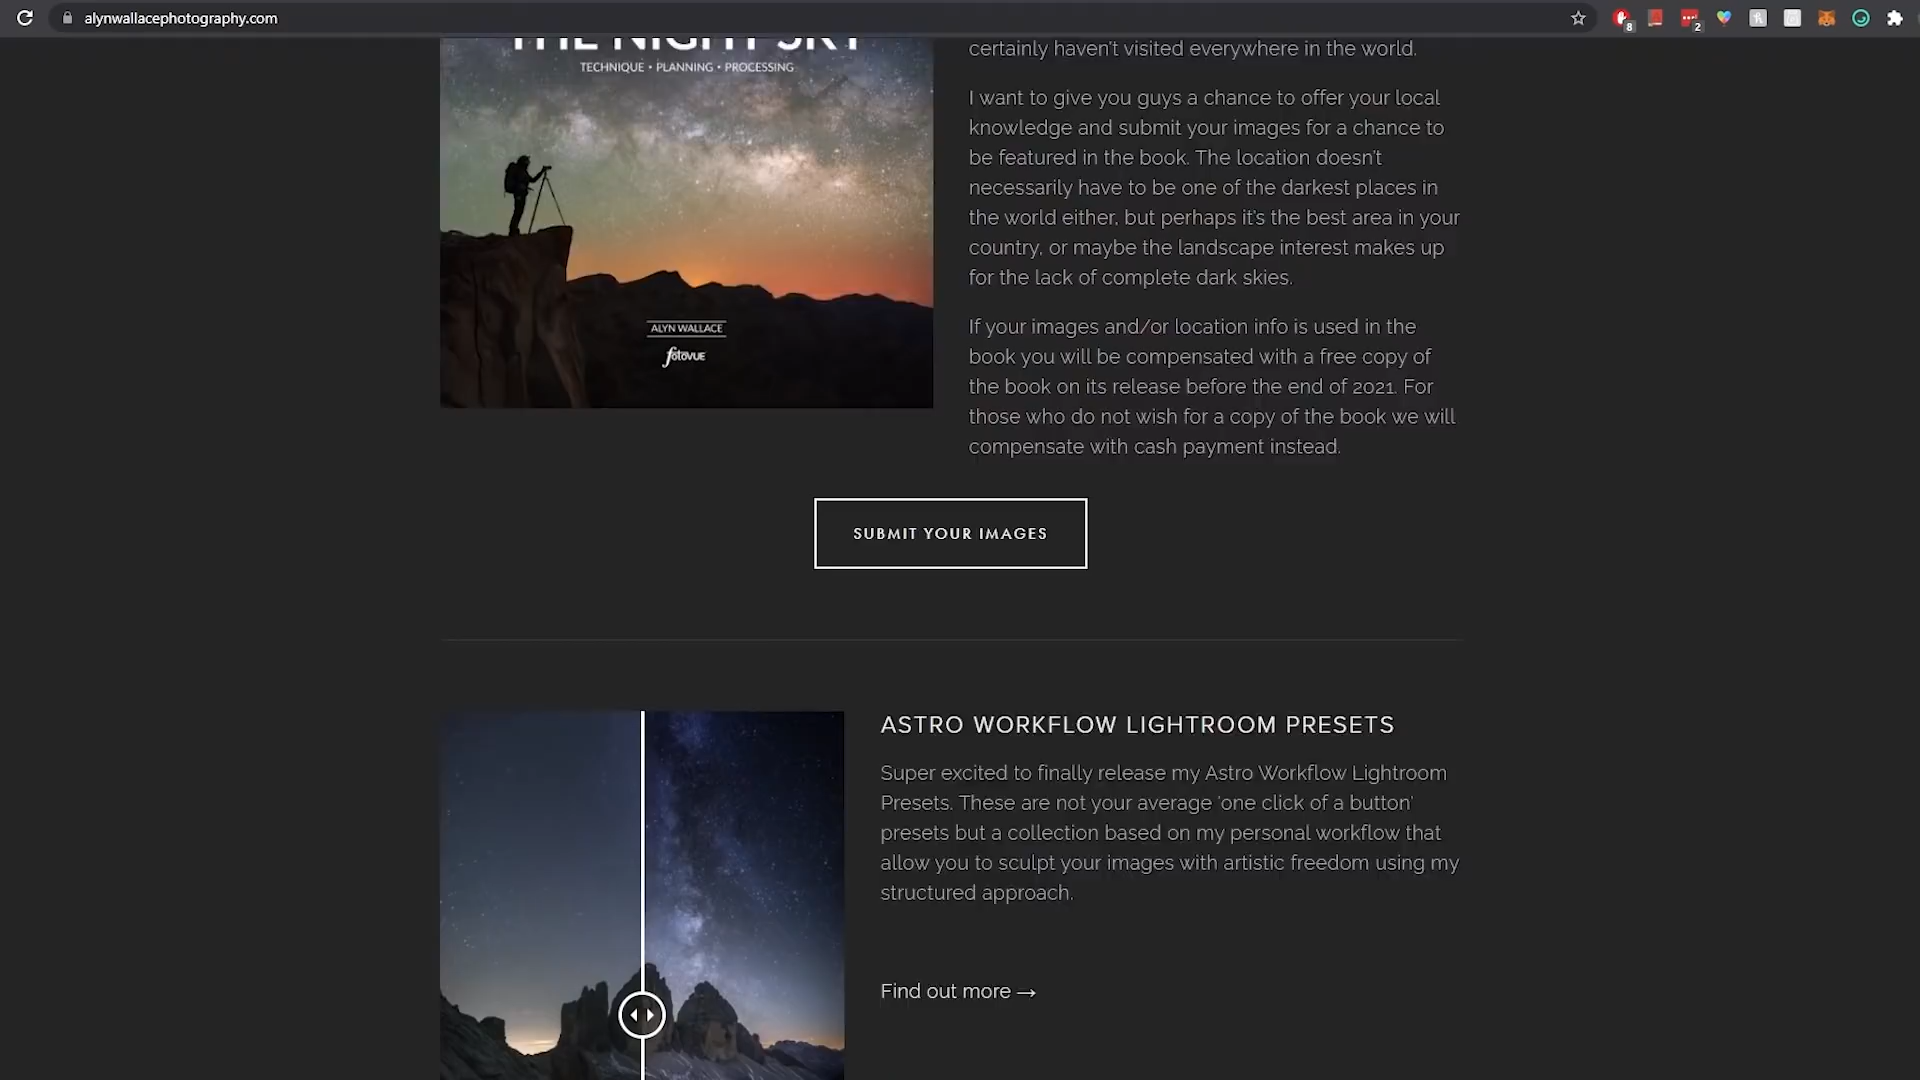 alynwallacephotography.com
8
2
THE NIGHT SKY
TECHNIQUE • PLANNING • PROCESSING
ALYN WALLACE
fotoVUE
certainly haven't visited everywhere in the world.
I want to give you guys a chance to offer your local
knowledge and submit your images for a chance to
be featured in the book. The location doesn't
necessarily have to be one of the darkest places in
the world either, but perhaps it's the best area in your
country, or maybe the landscape interest makes up
for the lack of complete dark skies.
If your images and/or location info is used in the
book you will be compensated with a free copy of
the book on its release before the end of 2021. For
those who do not wish for a copy of the book we will
compensate with cash payment instead.
SUBMIT YOUR IMAGES
ASTRO WORKFLOW LIGHTROOM PRESETS
Super excited to finally release my Astro Workflow Lightroom
Presets. These are not your average 'one click of a button'
presets but a collection based on my personal workflow that
allow you to sculpt your images with artistic freedom using my
structured approach.
Find out more →